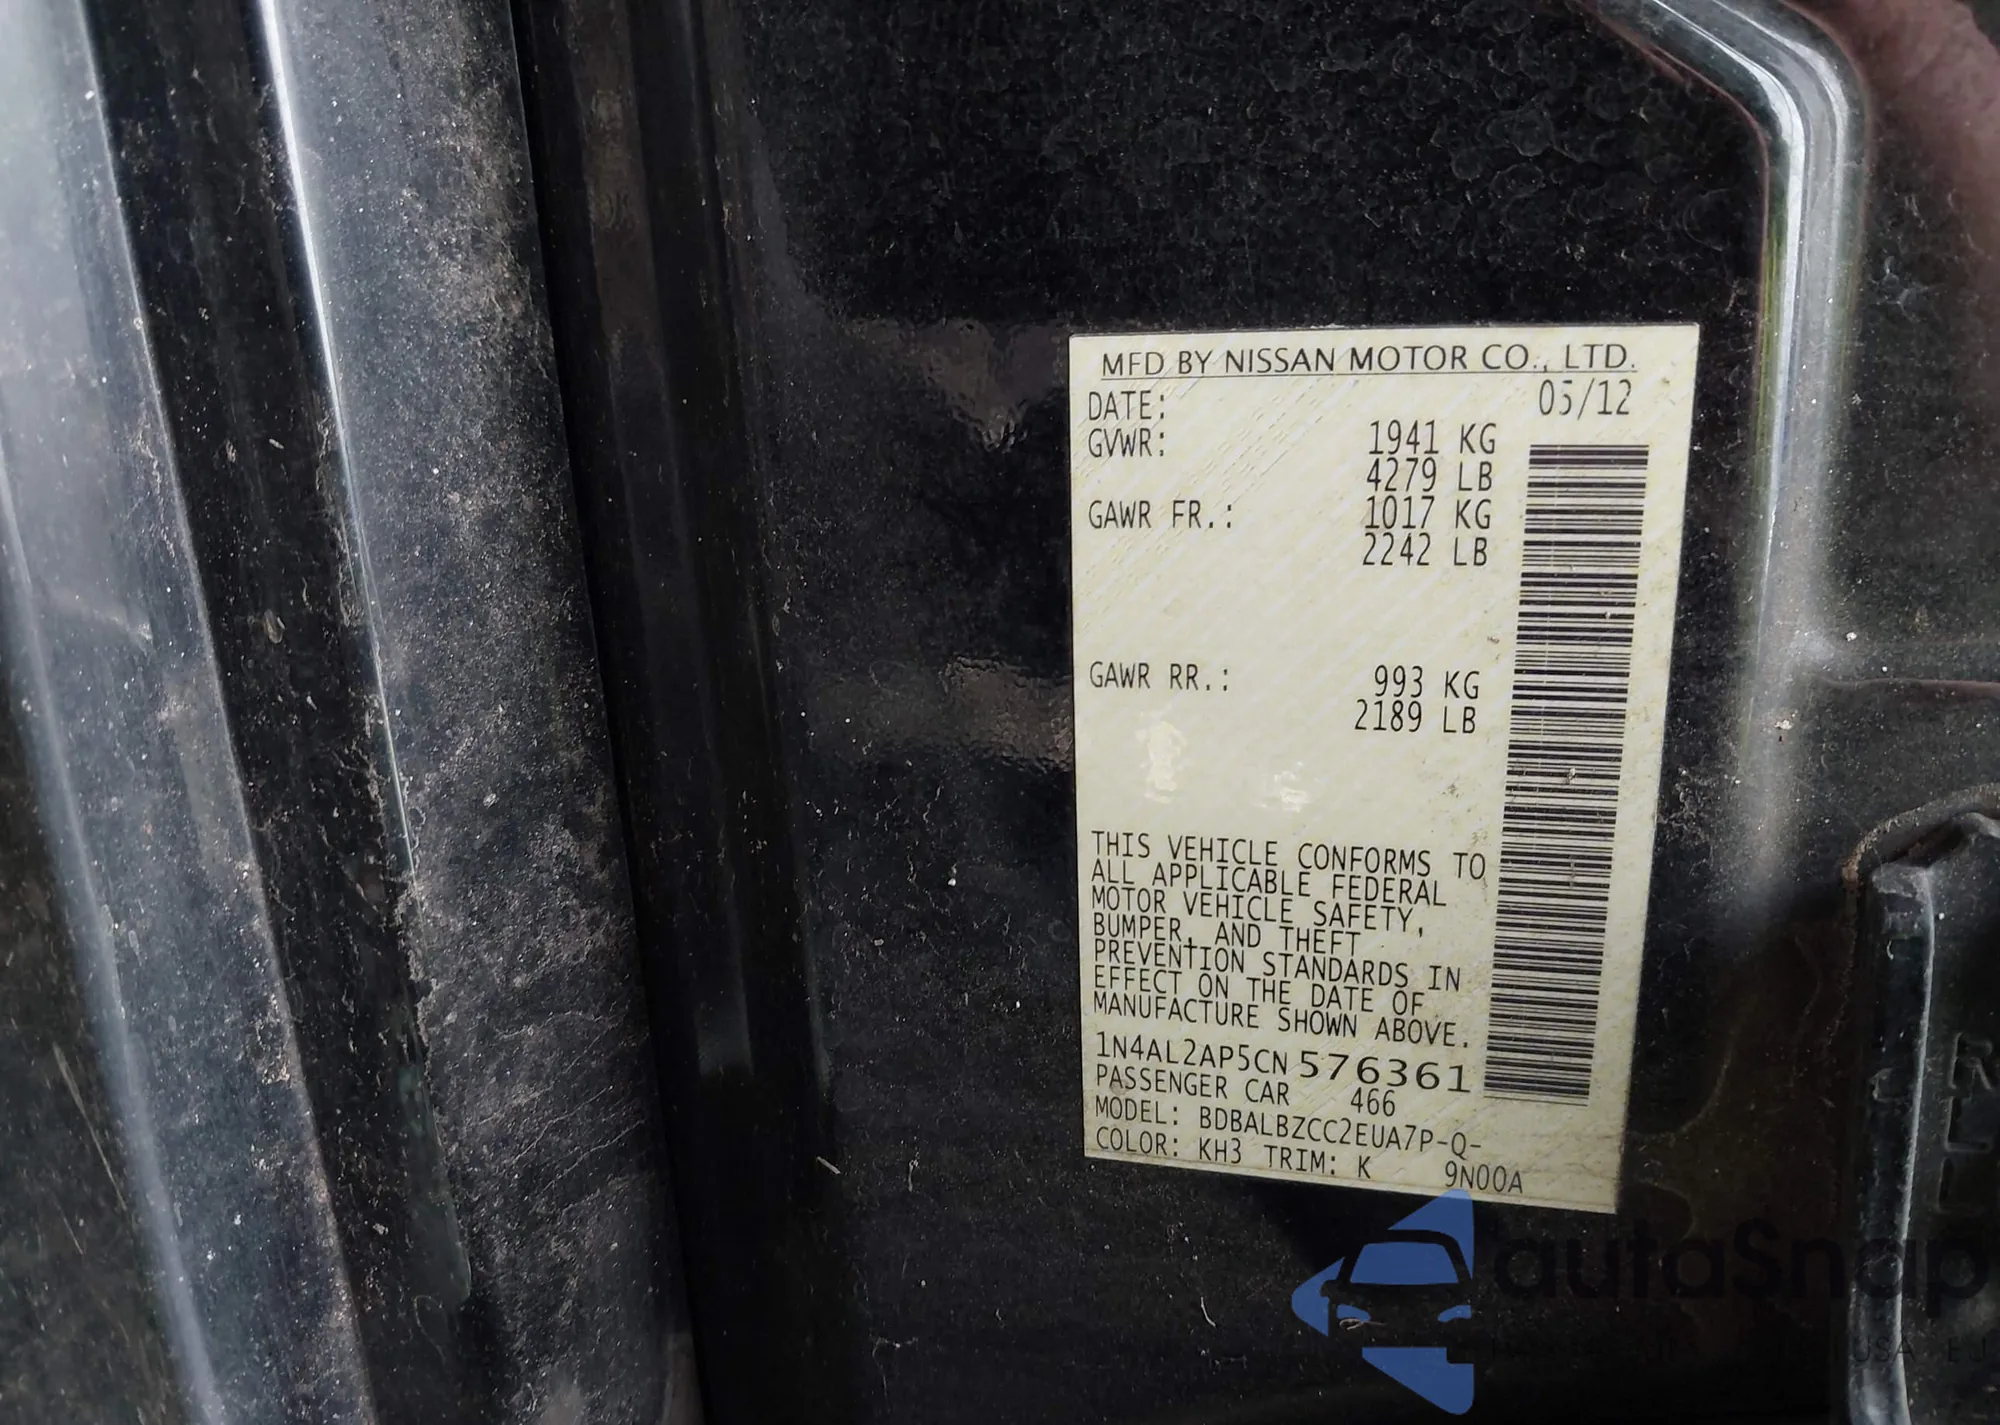 MFD BY NISSAN MOTOR CO., LTD.
DATE: 05/12
GVWR: 1941 KG
4279 LB
GAWR FR.: 1017 KG
2242 LB
GAWR RR.: 993 KG
2189 LB
THIS VEHICLE CONFORMS TO
ALL APPLICABLE FEDERAL
MOTOR VEHICLE SAFETY,
BUMPER, AND THEFT
PREVENTION STANDARDS IN
EFFECT ON THE DATE OF
MANUFACTURE SHOWN ABOVE.
1N4AL2AP5CN576361
PASSENGER CAR 466
MODEL: BDBALBZCC2EUA7P-Q-
COLOR: KH3 TRIM: K 9N00A
autaSnap
USA